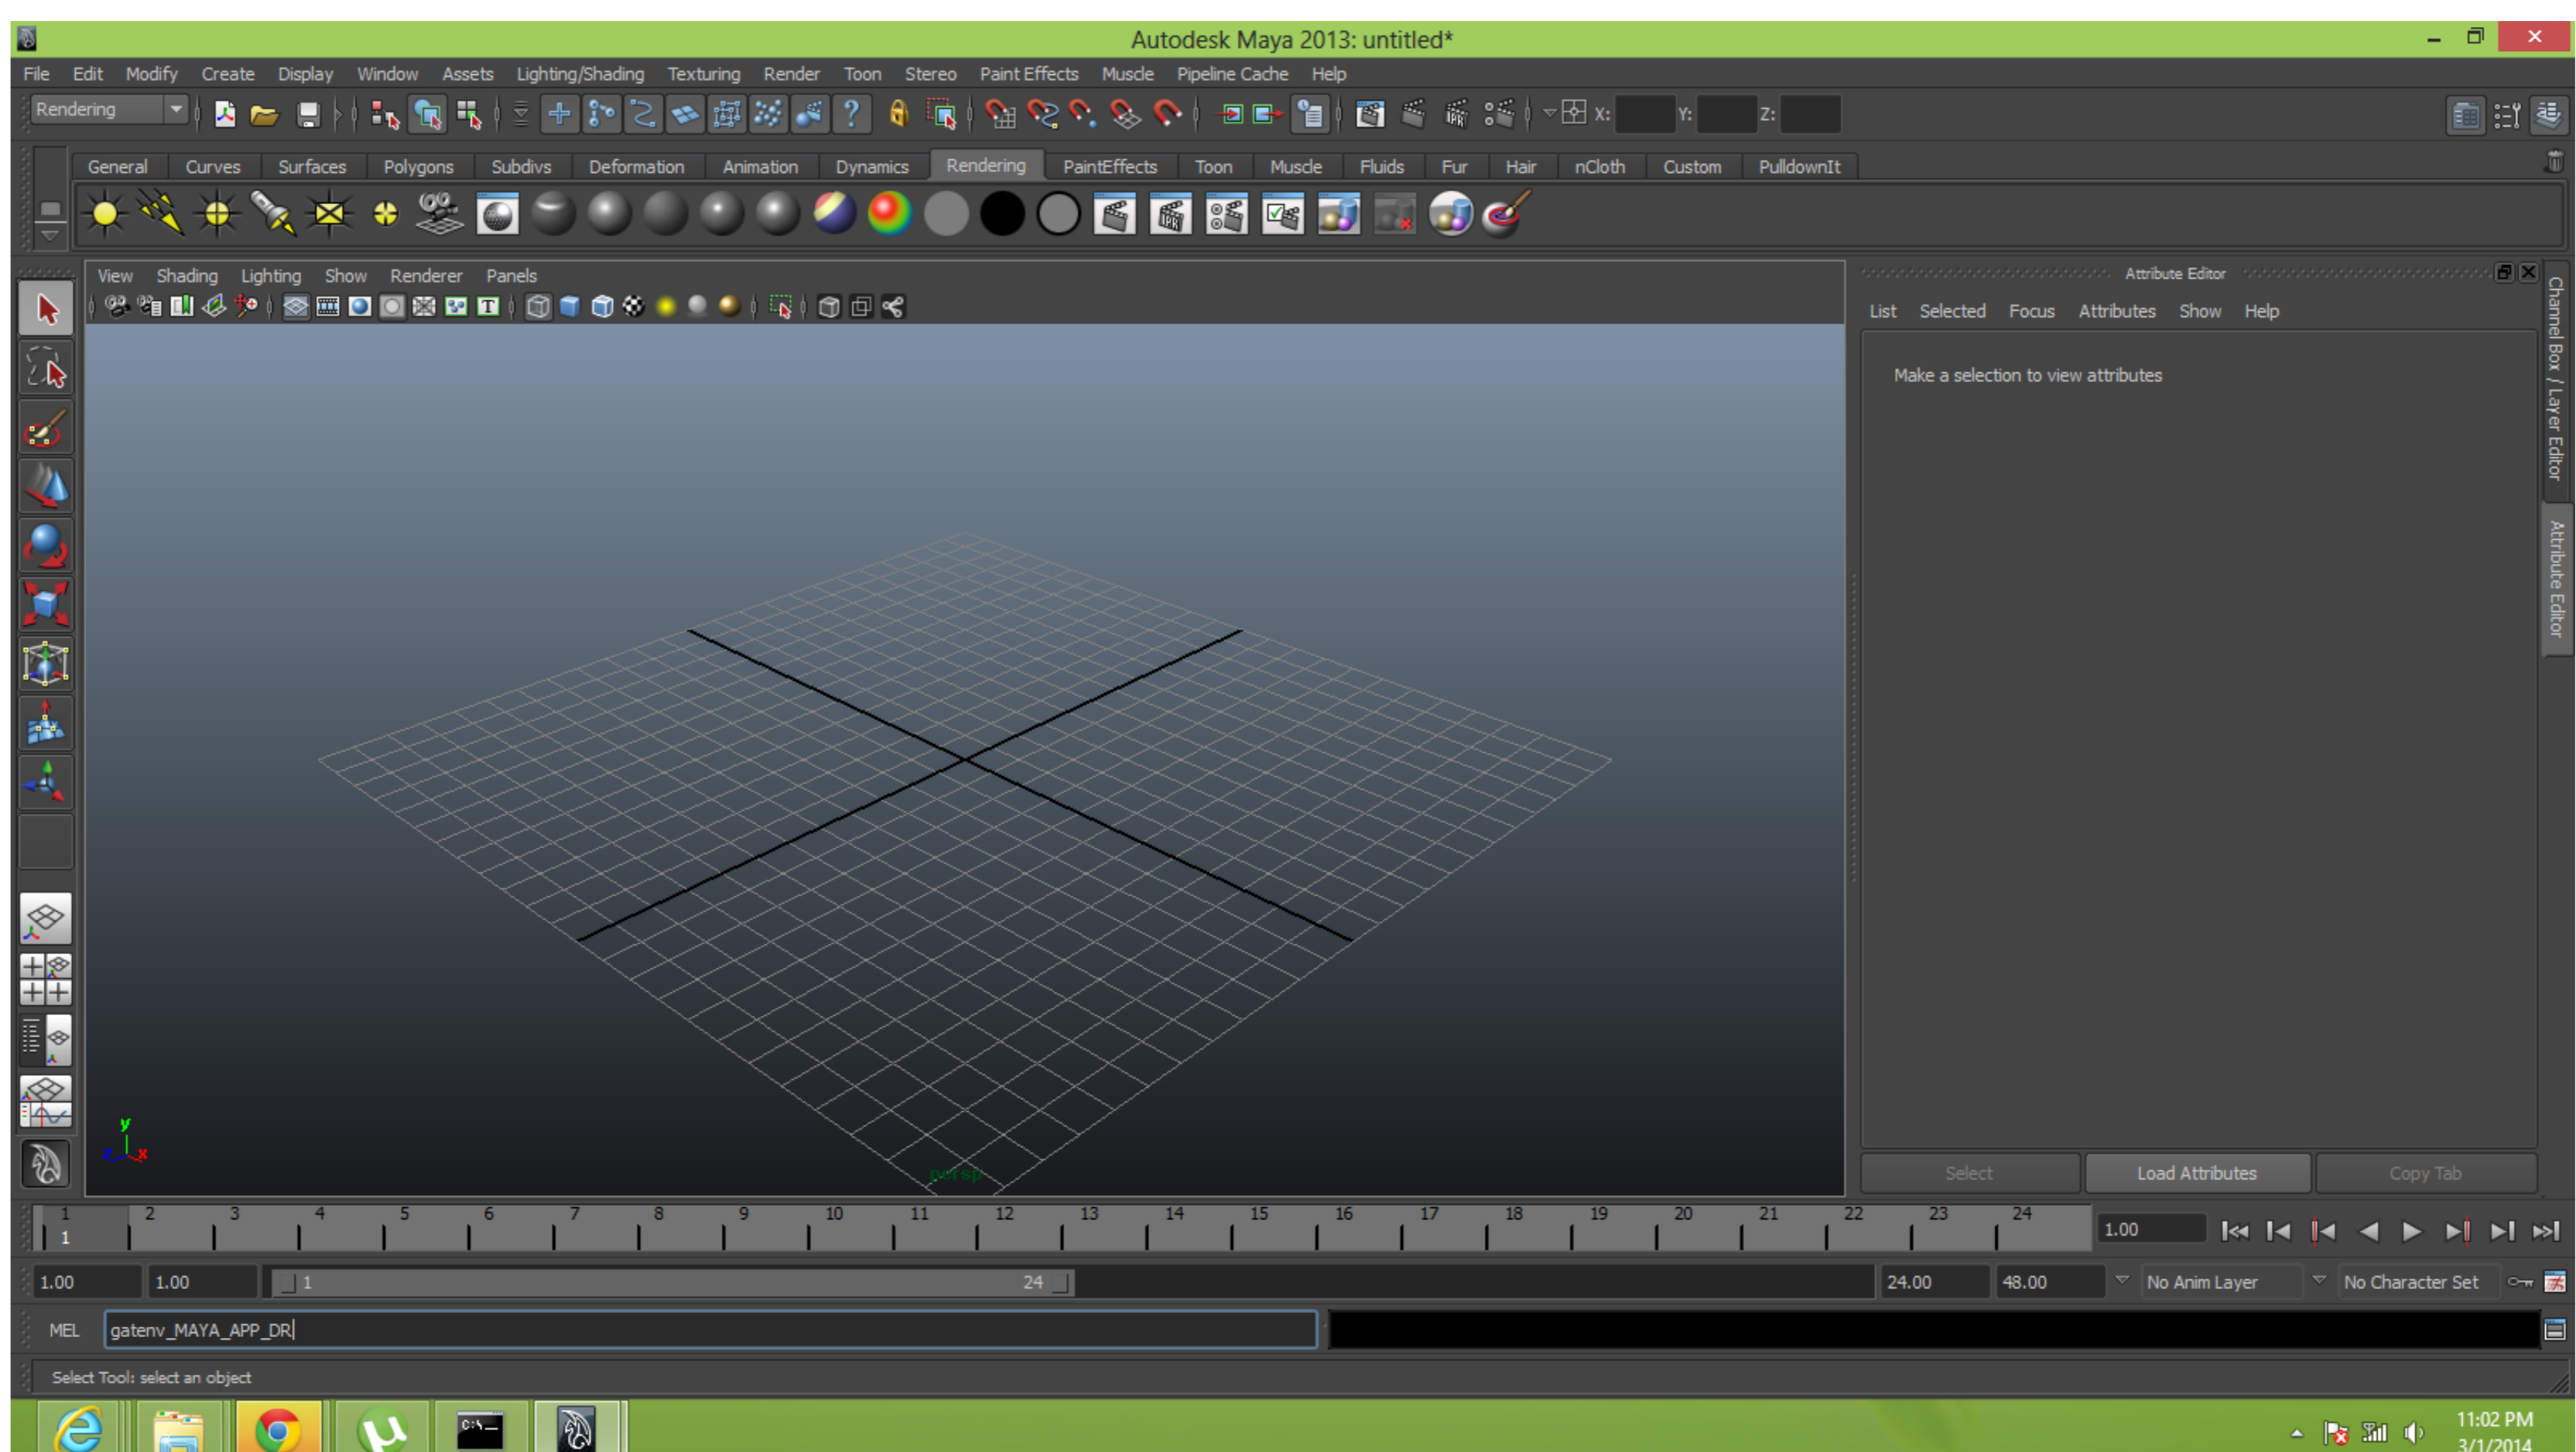 Autodesk Maya 2013: untitled*
File Edit Modify Create Display Window Assets Lighting/Shading Texturing Render Toon Stereo Paint Effects Muscle Pipeline Cache Help
Rendering ? IPR X: Y: Z:
General Curves Surfaces Polygons Subdivs Deformation Animation Dynamics Rendering PaintEffects Toon Muscle Fluids Fur Hair nCloth Custom PulldownIt
IPR
View Shading Lighting Show Renderer Panels
T
Attribute Editor
List Selected Focus Attributes Show Help
Make a selection to view attributes
Channel Box / Layer Editor
Attribute Editor
y
z x
persp
Select Load Attributes Copy Tab
1 2 3 4 5 6 7 8 9 10 11 12 13 14 15 16 17 18 19 20 21 22 23 24
1 1.00
1.00 1.00 1 24 24.00 48.00 No Anim Layer No Character Set
MEL gatenv_MAYA_APP_DR
Select Tool: select an object
C:\_
11:02 PM
3/1/2014